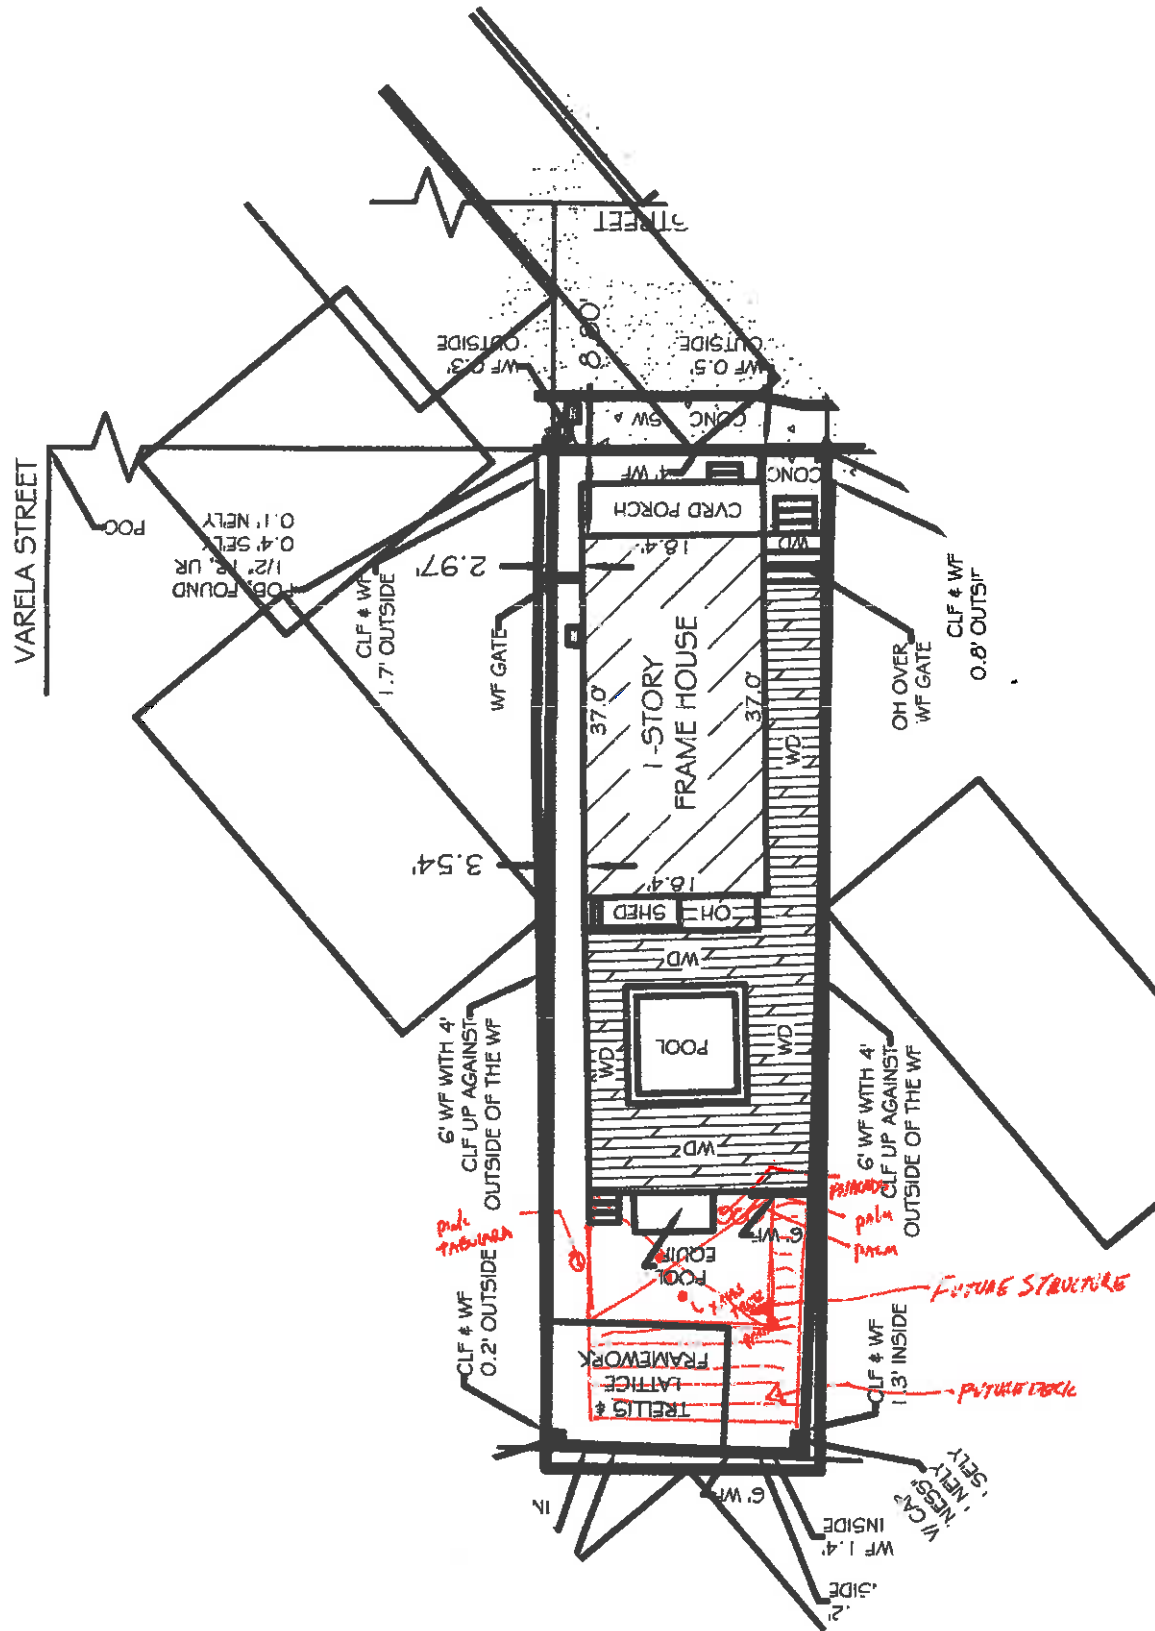 VARELA STREET
POC
POB, FOUND
1/2" I.P., UR
0.4' SELY
0.1' NELY
CLF & WF
1.7' OUTSIDE
2.97'
WF GATE
3.54'
STREET
WF 0.3'
OUTSIDE
8.80'
WF 0.5'
OUTSIDE
CONC SW
4' WF
CONC
CVRD PORCH
18.4'
WD
37.0'
1-STORY
FRAME HOUSE
37.0'
18.4'
WD
OH OVER
WF GATE
CLF & WF
0.8' OUTSI
SHED
OH
WD
WD
POOL
WD
WD
6' WF WITH 4'
CLF UP AGAINST
OUTSIDE OF THE WF
6' WF WITH 4'
CLF UP AGAINST
OUTSIDE OF THE WF
PINK
palm
palm
6' WF
POOL
EQUIP
FUTURE STRUCTURE
FUTURE DECK
CLF & WF
0.2' OUTSIDE
CLF & WF
1.3' INSIDE
TRELLIS &
LATTICE
FRAMEWORK
6' WF
IN
WF 1.4'
INSIDE
NELY
SELY